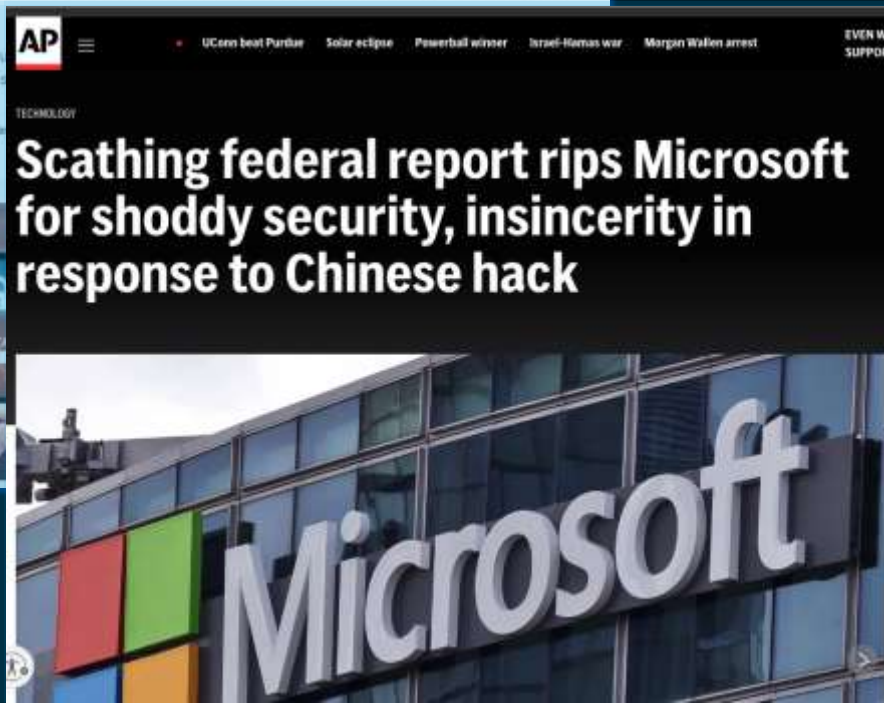 AP
UConn beat Purdue Solar eclipse Powerball winner Israel-Hamas war Morgan Wallen arrest
EVEN W
SUPPOR
TECHNOLOGY
Scathing federal report rips Microsoft
for shoddy security, insincerity in
response to Chinese hack
Microsoft